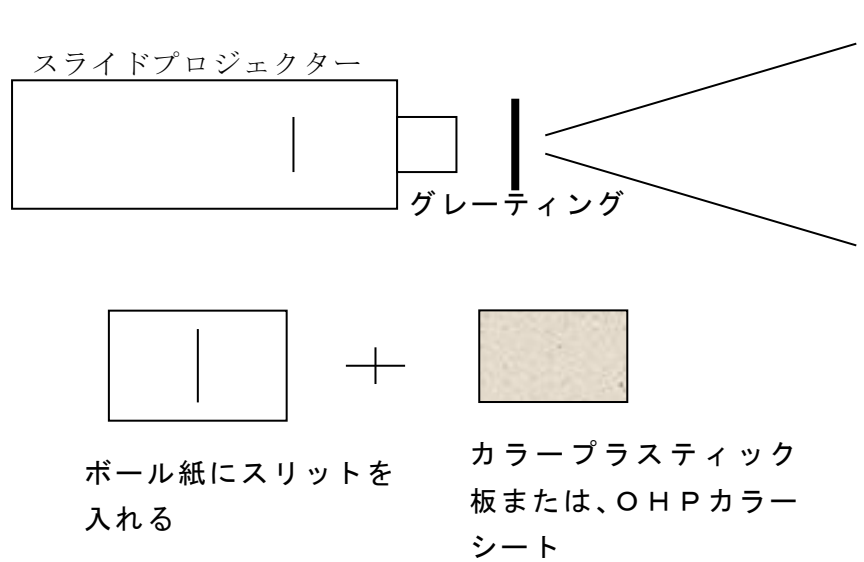 スライドプロジェクター
グレーティング
ボール紙にスリットを
入れる
カラープラスティック
板または、ＯＨＰカラー
シート